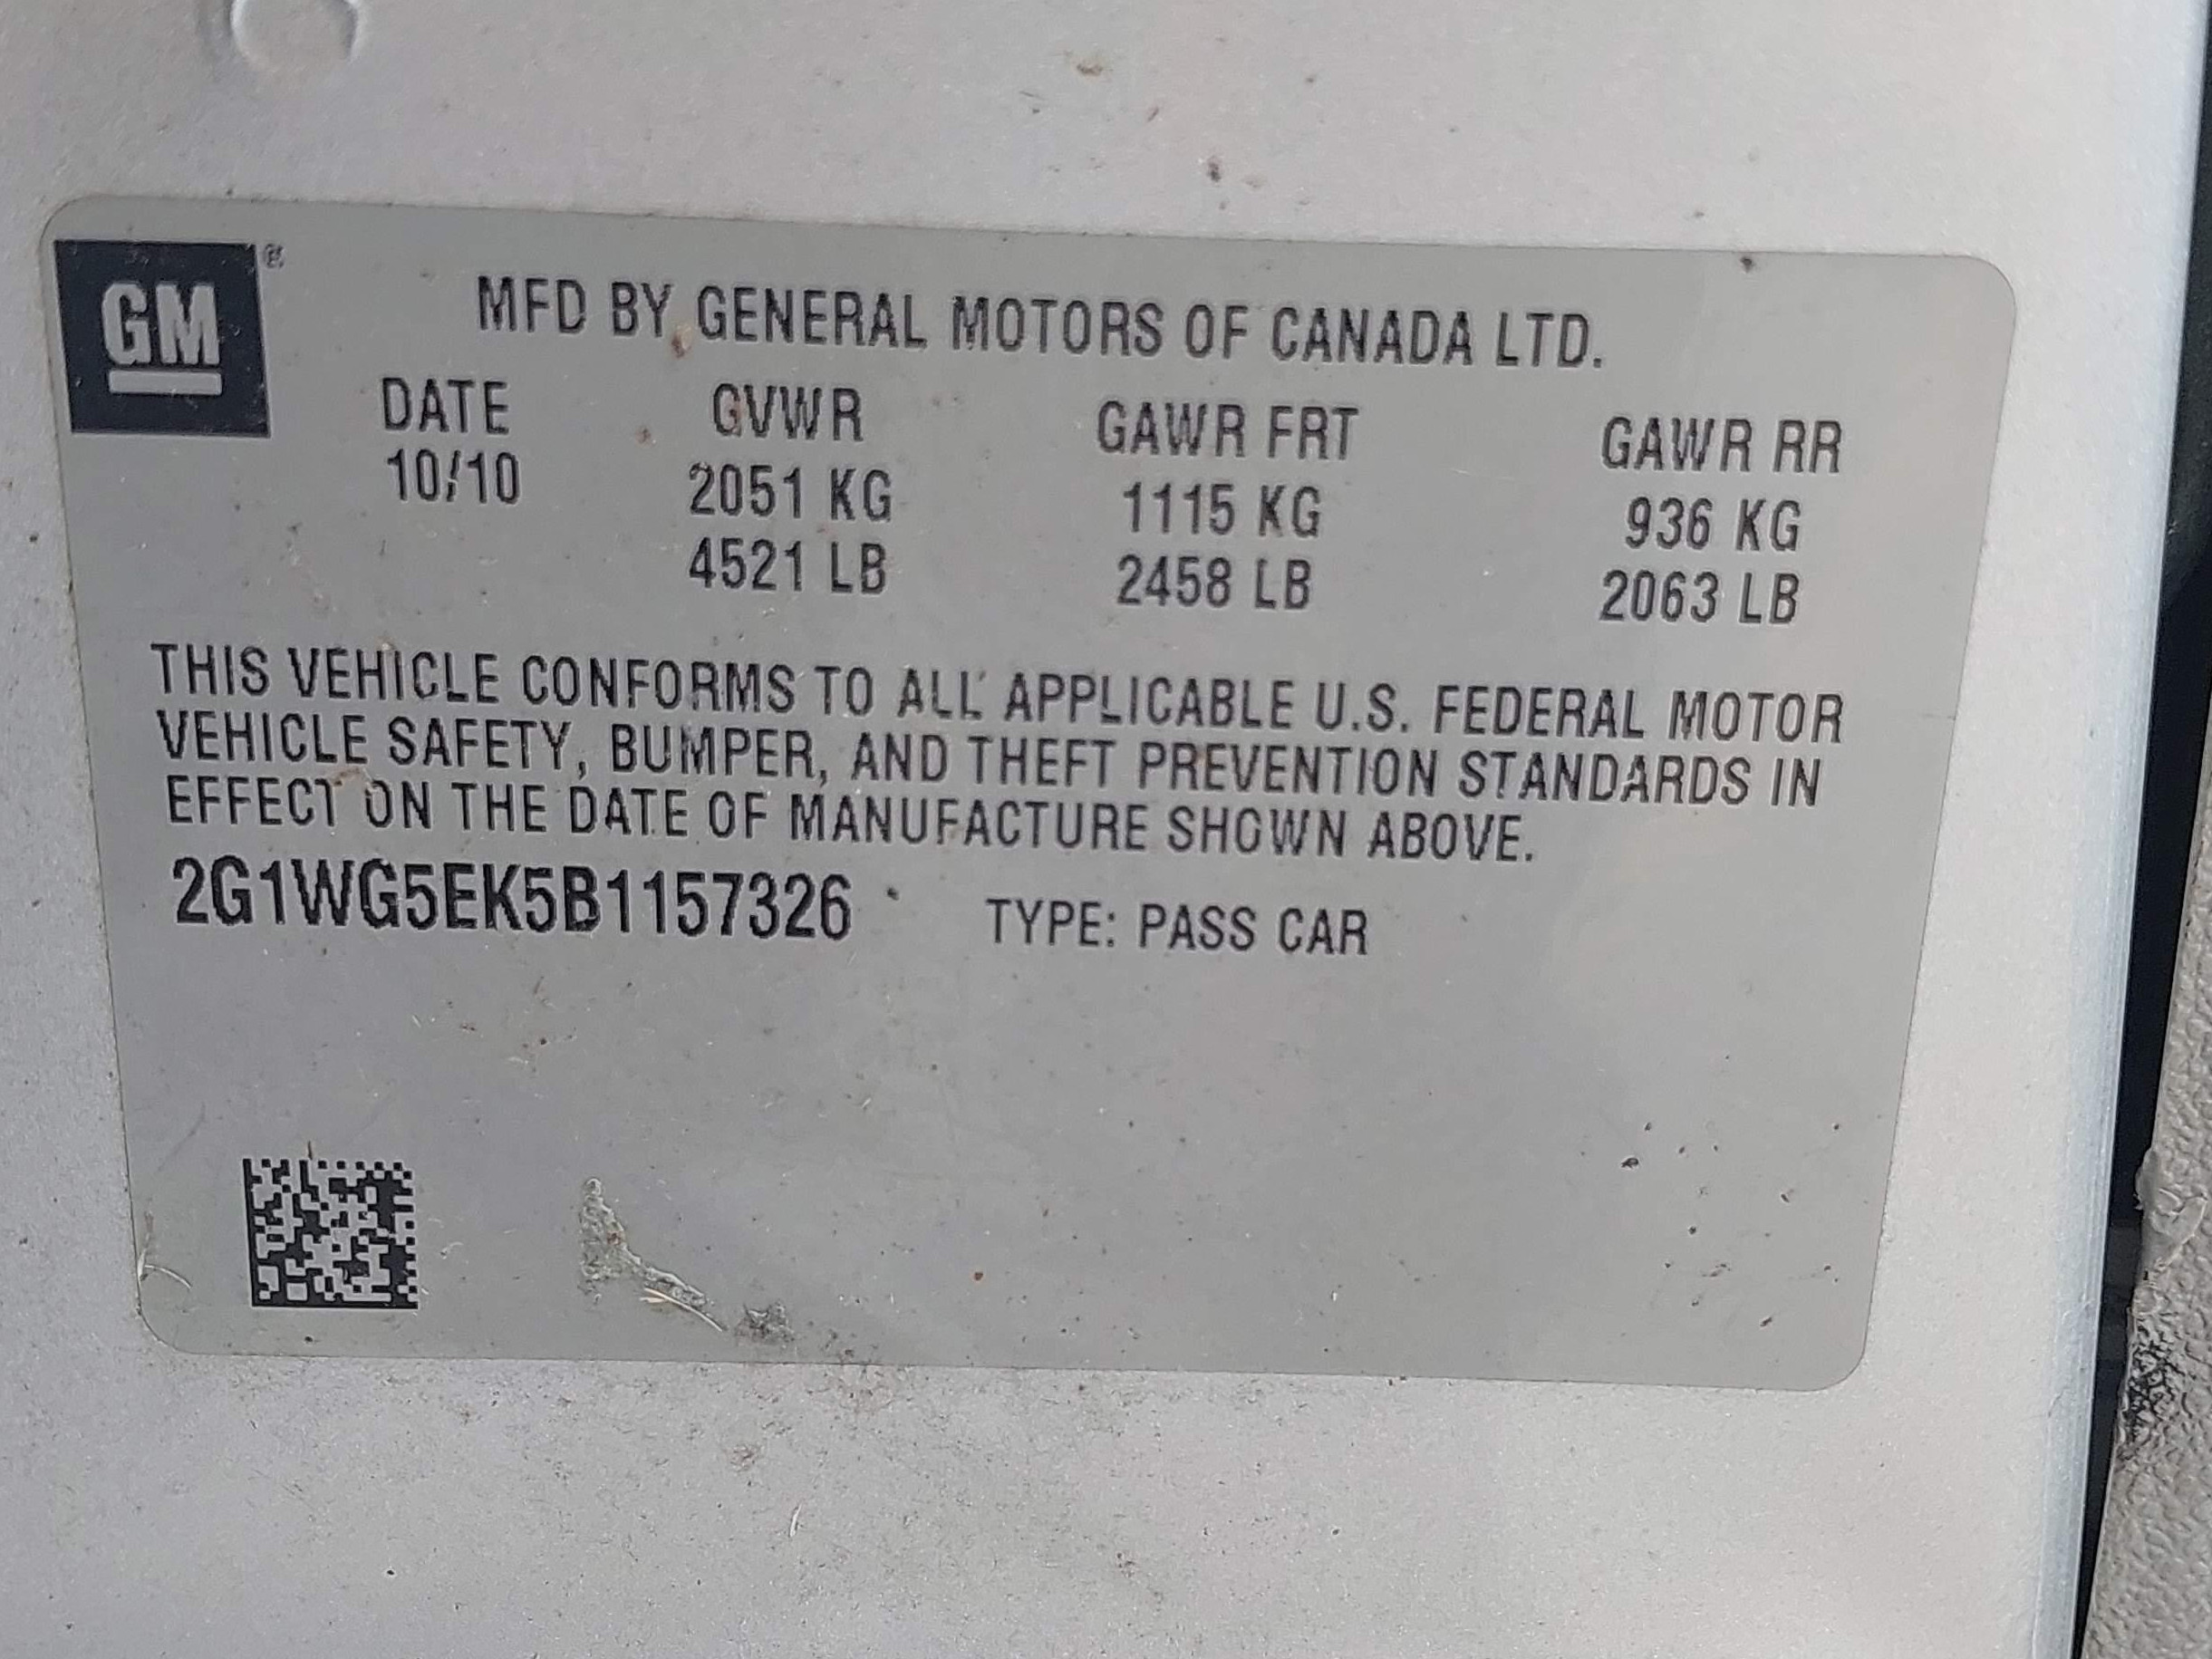 GM ®
MFD BY GENERAL MOTORS OF CANADA LTD.
DATE GVWR GAWR FRT GAWR RR
10/10 2051 KG 1115 KG 936 KG
4521 LB 2458 LB 2063 LB
THIS VEHICLE CONFORMS TO ALL APPLICABLE U.S. FEDERAL MOTOR
VEHICLE SAFETY, BUMPER, AND THEFT PREVENTION STANDARDS IN
EFFECT ON THE DATE OF MANUFACTURE SHOWN ABOVE.
2G1WG5EK5B1157326 TYPE: PASS CAR